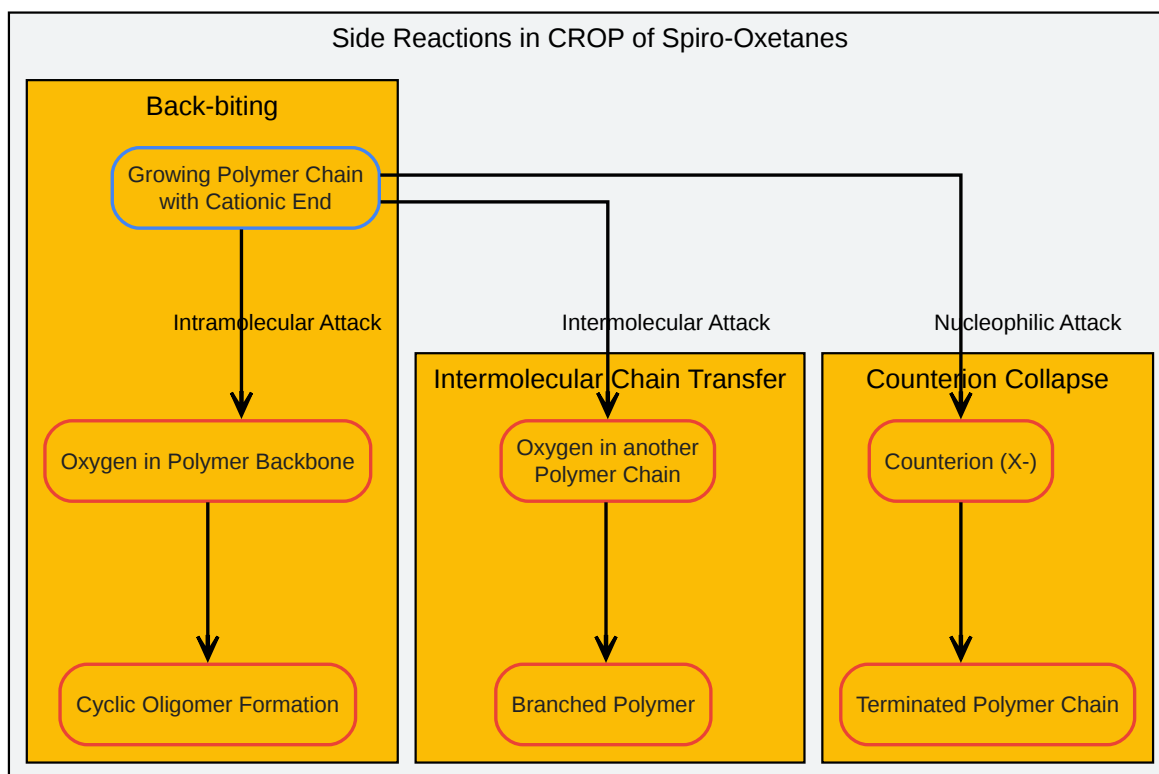 Side Reactions in CROP of Spiro-Oxetanes
Back-biting
Growing Polymer Chain
with Cationic End
Intramolecular Attack
Intermolecular Attack
Nucleophilic Attack
Intermolecular Chain Transfer
Counterion Collapse
Oxygen in Polymer Backbone
Oxygen in another
Polymer Chain
Counterion (X-)
Cyclic Oligomer Formation
Branched Polymer
Terminated Polymer Chain